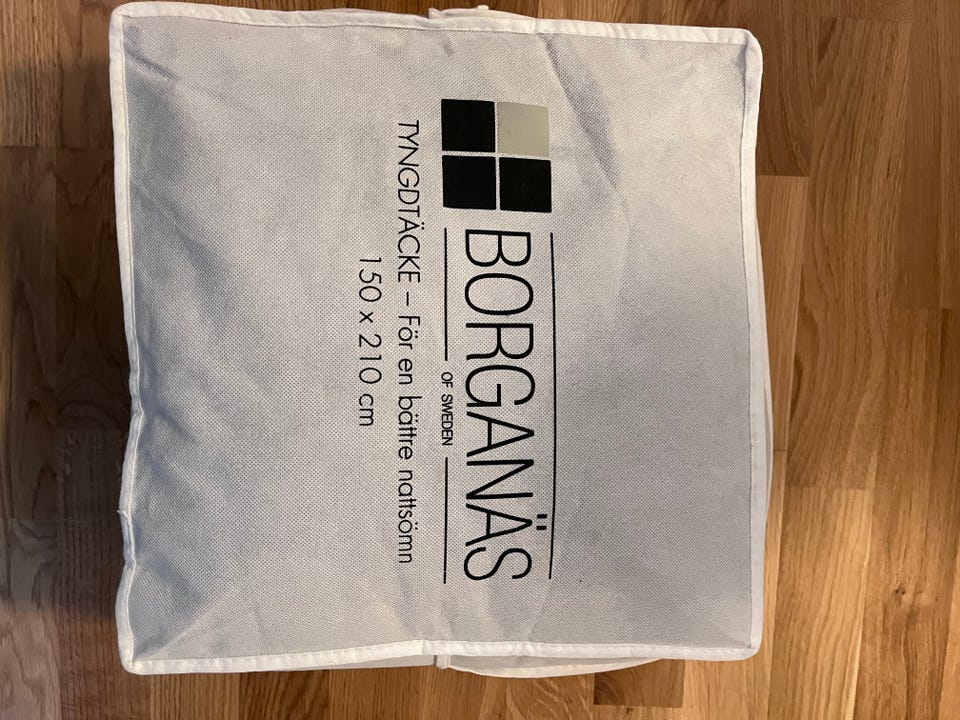 BORGANÄS
OF SWEDEN
TYNGDTÄCKE – För en bättre nattsömn
150 x 210 cm